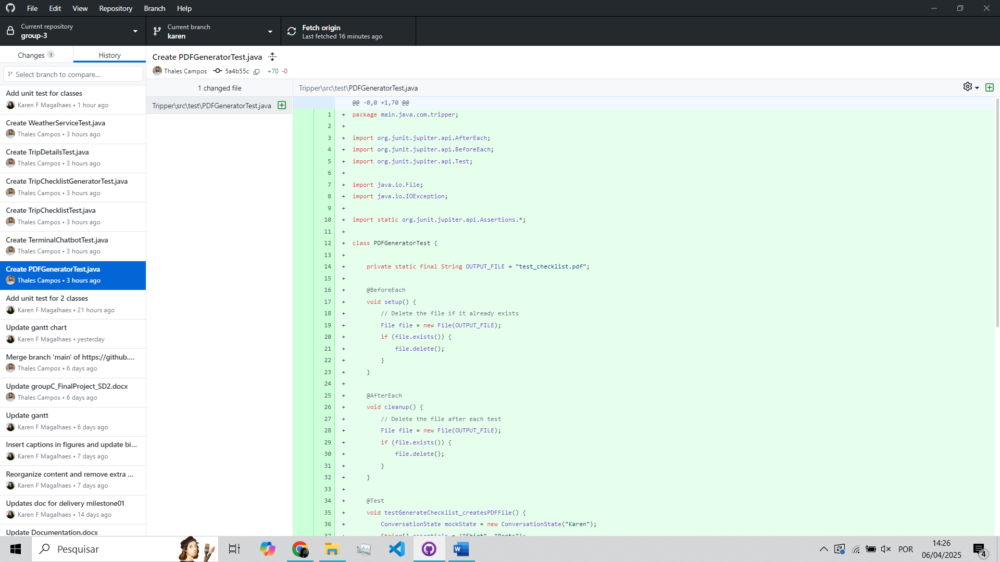 File Edit View Repository Branch Help
Current repository
group-3
Current branch
karen
Fetch origin
Last fetched 16 minutes ago
Changes 1
History
Select branch to compare...
Add unit test for classes
Karen F Magalhaes • 1 hour ago
Create WeatherServiceTest.java
Thales Campos • 3 hours ago
Create TripDetailsTest.java
Thales Campos • 3 hours ago
Create TripChecklistGeneratorTest.java
Thales Campos • 3 hours ago
Create TripChecklistTest.java
Thales Campos • 3 hours ago
Create TerminalChatbotTest.java
Thales Campos • 3 hours ago
Create PDFGeneratorTest.java
Thales Campos • 3 hours ago
Add unit test for 2 classes
Karen F Magalhaes • 21 hours ago
Update gantt chart
Karen F Magalhaes • yesterday
Merge branch 'main' of https://github....
Thales Campos • 6 days ago
Update groupC_FinalProject_SD2.docx
Thales Campos • 6 days ago
Update gantt
Karen F Magalhaes • 6 days ago
Insert captions in figures and update bi...
Karen F Magalhaes • 7 days ago
Reorganize content and remove extra ...
Karen F Magalhaes • 7 days ago
Updates doc for delivery milestone01
Karen F Magalhaes • 14 days ago
Update Documentation.docx
Create PDFGeneratorTest.java
Thales Campos 5a4b55c +70 -0
1 changed file
Tripper\src\test\PDFGeneratorTest.java
Tripper\src\test\PDFGeneratorTest.java
@@ -0,0 +1,70 @@
1 + package main.java.com.tripper;
2 +
3 + import org.junit.jupiter.api.AfterEach;
4 + import org.junit.jupiter.api.BeforeEach;
5 + import org.junit.jupiter.api.Test;
6 +
7 + import java.io.File;
8 + import java.io.IOException;
9 +
10 + import static org.junit.jupiter.api.Assertions.*;
11 +
12 + class PDFGeneratorTest {
13 +
14 + private static final String OUTPUT_FILE = "test_checklist.pdf";
15 +
16 + @BeforeEach
17 + void setup() {
18 + // Delete the file if it already exists
19 + File file = new File(OUTPUT_FILE);
20 + if (file.exists()) {
21 + file.delete();
22 + }
23 + }
24 +
25 + @AfterEach
26 + void cleanup() {
27 + // Delete the file after each test
28 + File file = new File(OUTPUT_FILE);
29 + if (file.exists()) {
30 + file.delete();
31 + }
32 + }
33 +
34 + @Test
35 + void testGenerateChecklist_createsPDFFile() {
36 + ConversationState mockState = new ConversationState("Karen");
37 + String[] essentials = {"Shirt", "Pants"};
Pesquisar
POR
14:26
06/04/2025
4